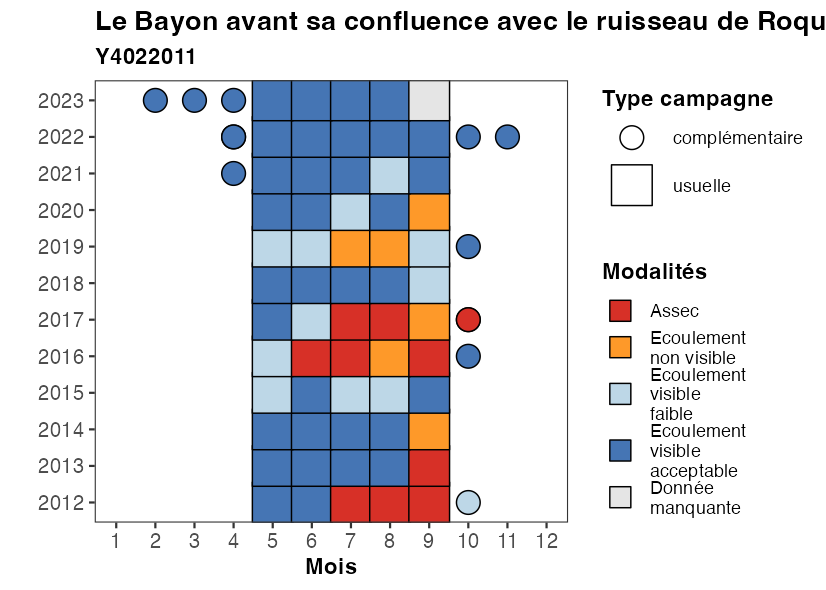 Le Bayon avant sa confluence avec le ruisseau de Roqu
Y4022011
2023
2022
2021
2020
2019
2018
2017
2016
2015
2014
2013
2012
1 2 3 4 5 6 7 8 9 10 11 12
Mois
Type campagne
complémentaire
usuelle
Modalités
Assec
Ecoulement
non visible
Ecoulement
visible
faible
Ecoulement
visible
acceptable
Donnée
manquante